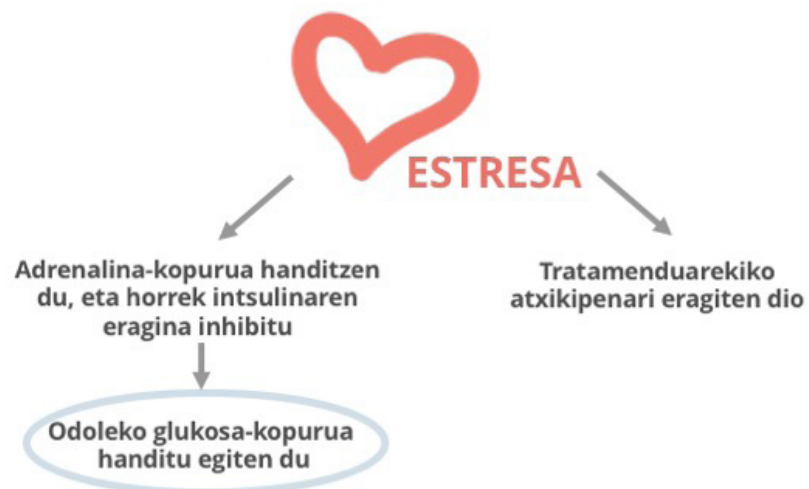 ESTRESA
Adrenalina-kopurua handitzen
du, eta horrek intsulinaren
eragina inhibitu
Tratamenduarekiko
atxikipenari eragiten dio
Odoleko glukosa-kopurua
handitu egiten du